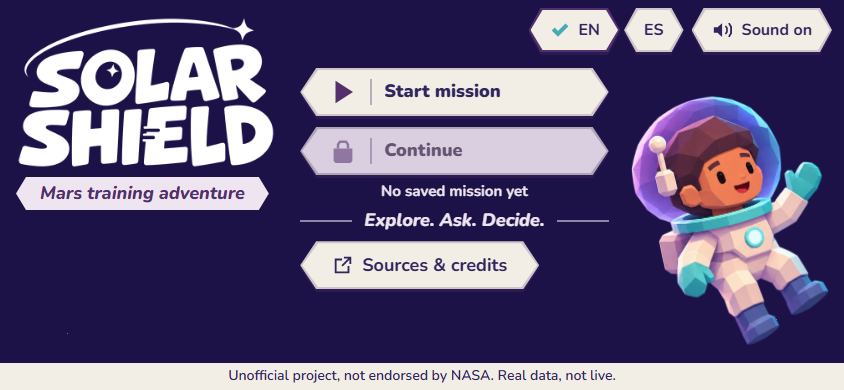 SOLAR
SHIELD
Mars training adventure
EN
ES
Sound on
Start mission
Continue
No saved mission yet
Explore. Ask. Decide.
Sources & credits
Unofficial project, not endorsed by NASA. Real data, not live.